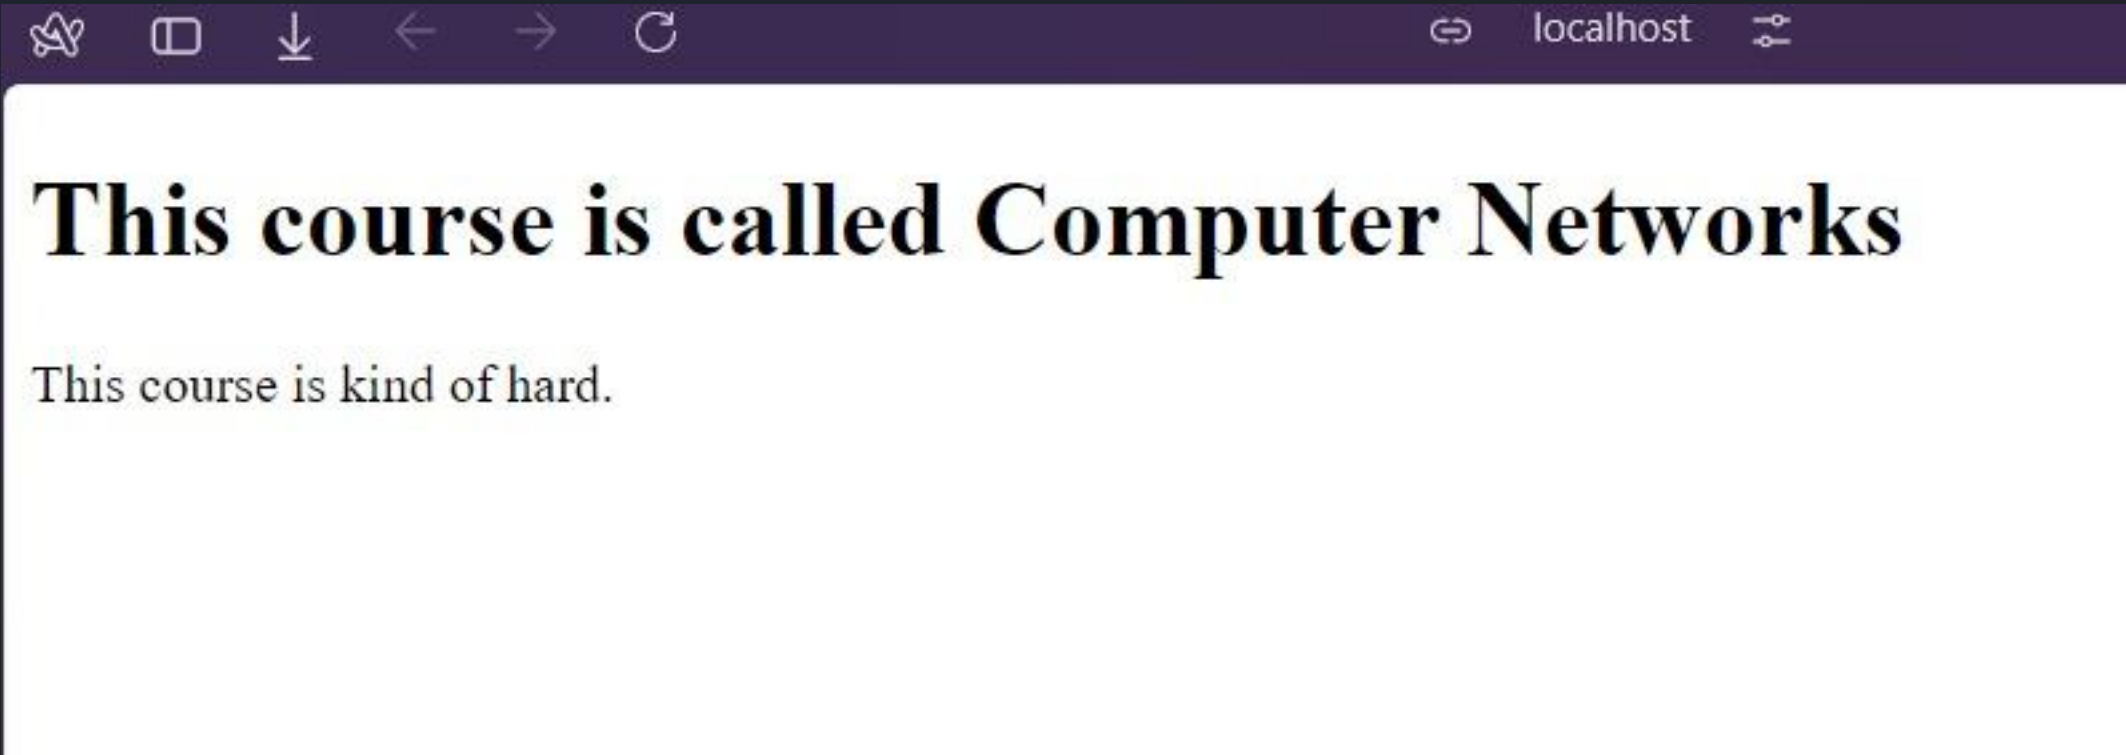 localhost
This course is called Computer Networks
This course is kind of hard.